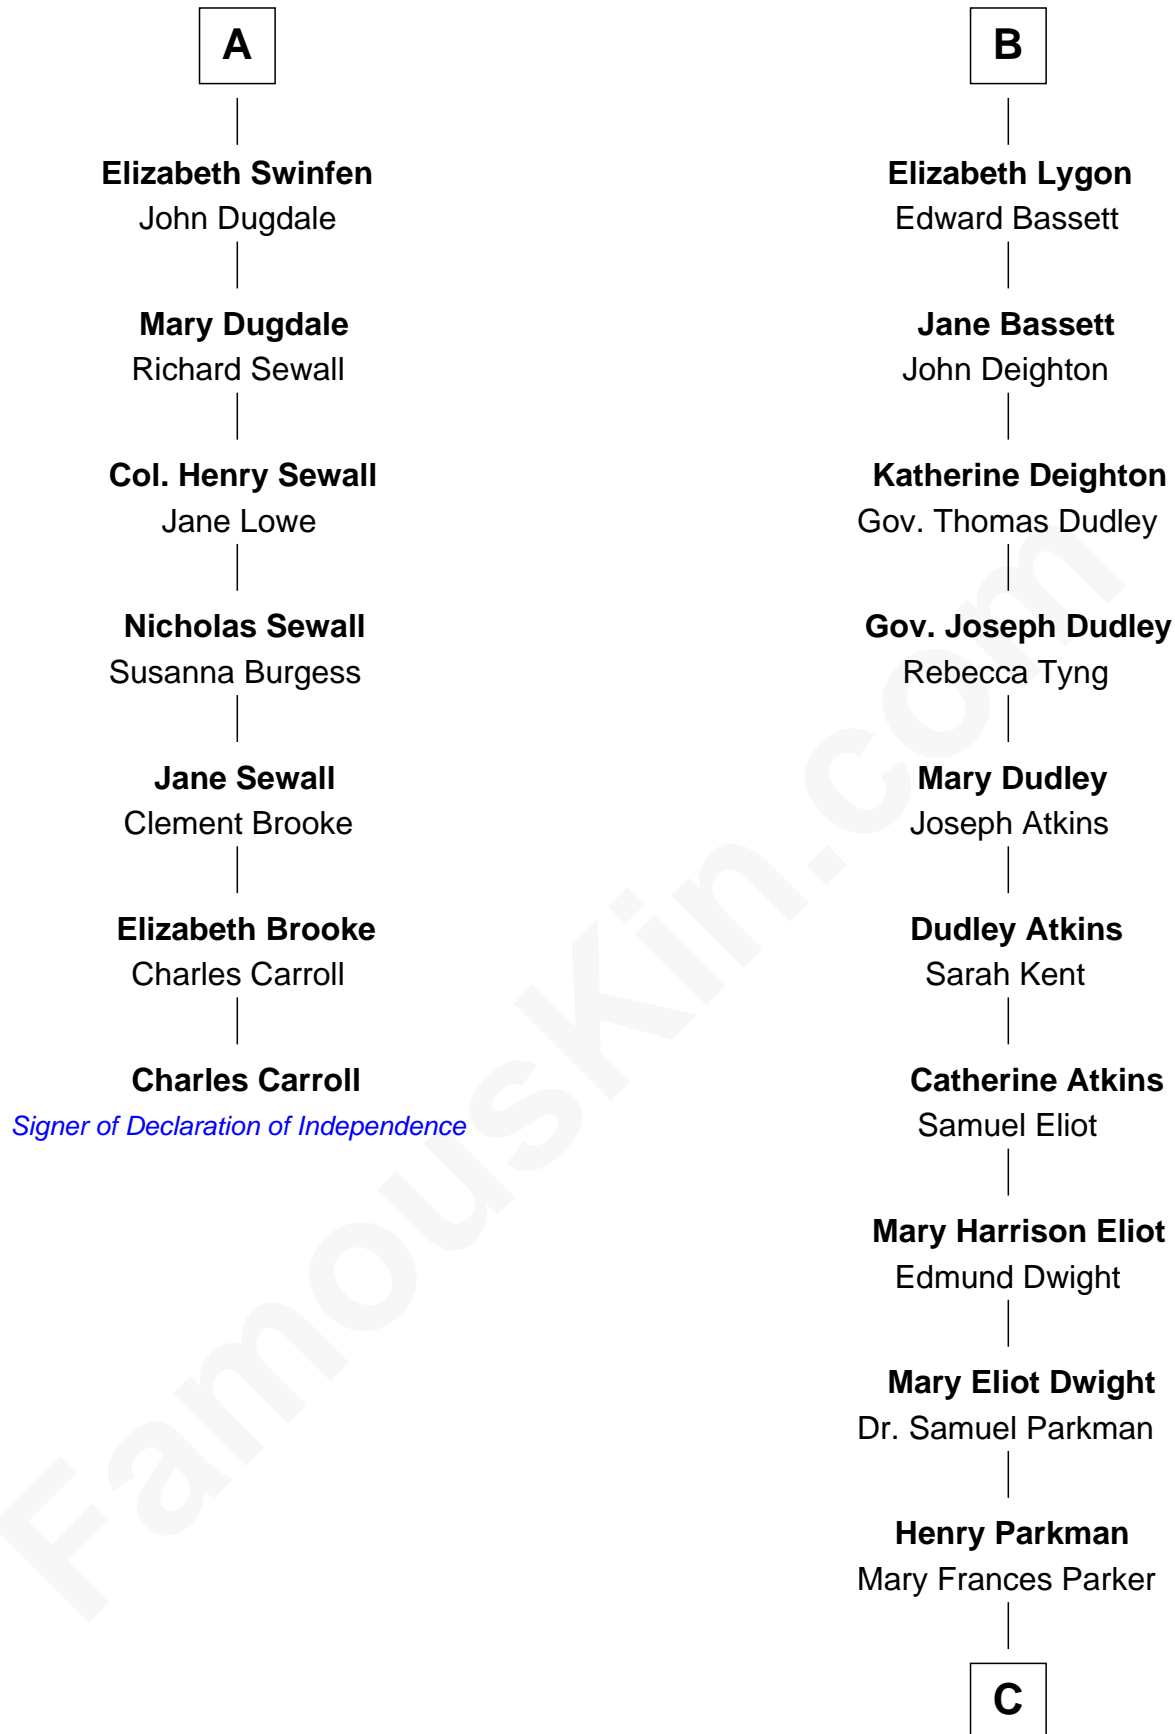 A
Elizabeth Swinfen
John Dugdale
Mary Dugdale
Richard Sewall
Col. Henry Sewall
Jane Lowe
Nicholas Sewall
Susanna Burgess
Jane Sewall
Clement Brooke
Elizabeth Brooke
Charles Carroll
Charles Carroll
Signer of Declaration of Independence
B
Elizabeth Lygon
Edward Bassett
Jane Bassett
John Deighton
Katherine Deighton
Gov. Thomas Dudley
Gov. Joseph Dudley
Rebecca Tyng
Mary Dudley
Joseph Atkins
Dudley Atkins
Sarah Kent
Catherine Atkins
Samuel Eliot
Mary Harrison Eliot
Edmund Dwight
Mary Eliot Dwight
Dr. Samuel Parkman
Henry Parkman
Mary Frances Parker
C
FamousKin.com